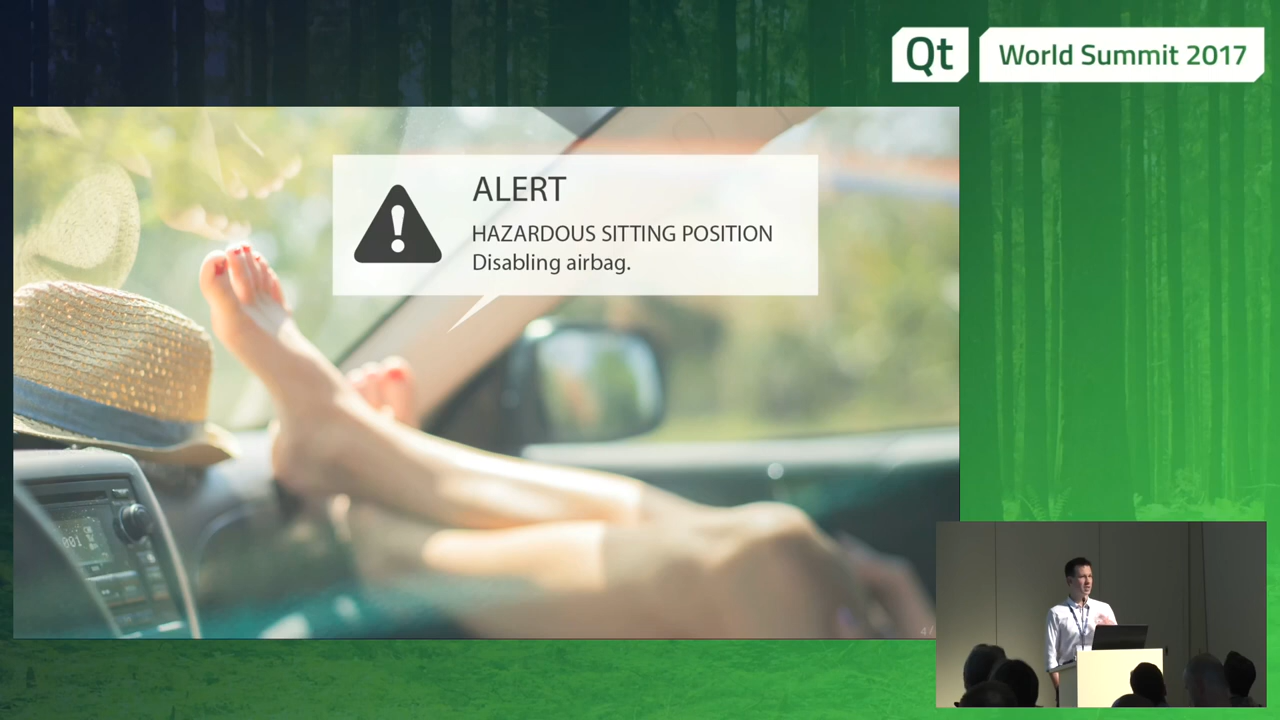 Qt World Summit 2017
ALERT
HAZARDOUS SITTING POSITION
Disabling airbag.